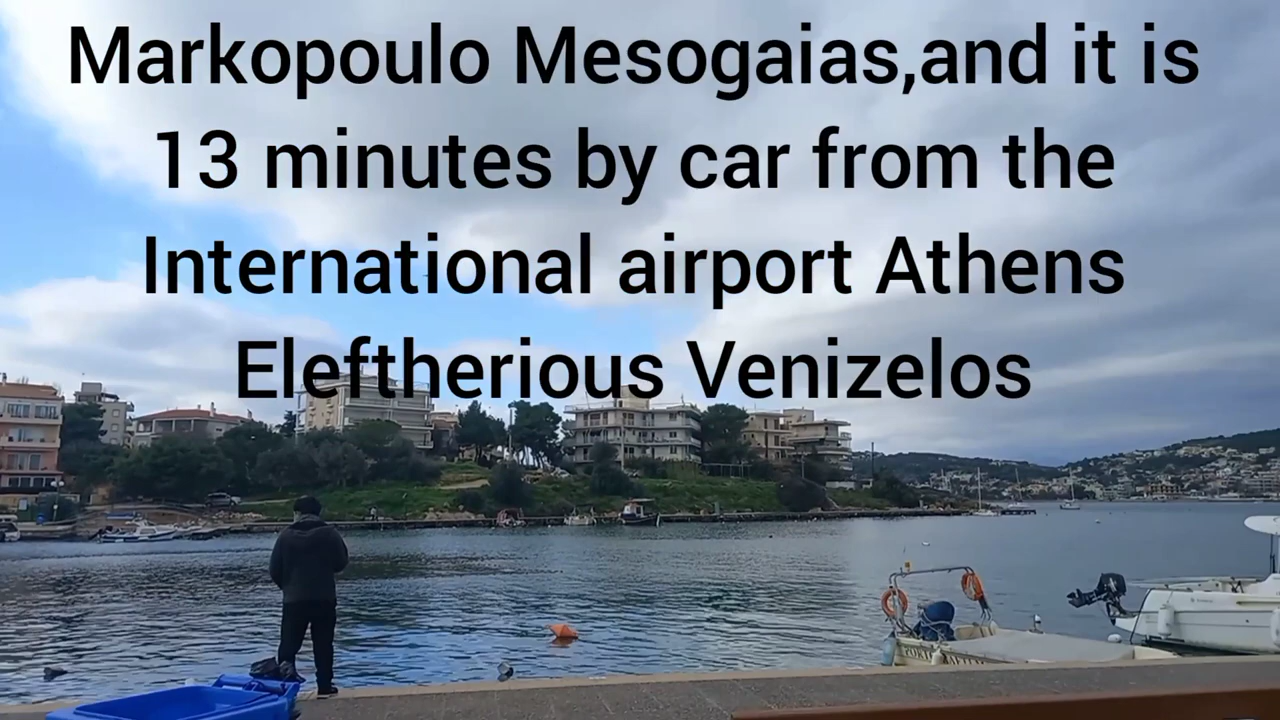 Markopoulo Mesogaias,and it is
13 minutes by car from the
International airport Athens
Eleftherious Venizelos